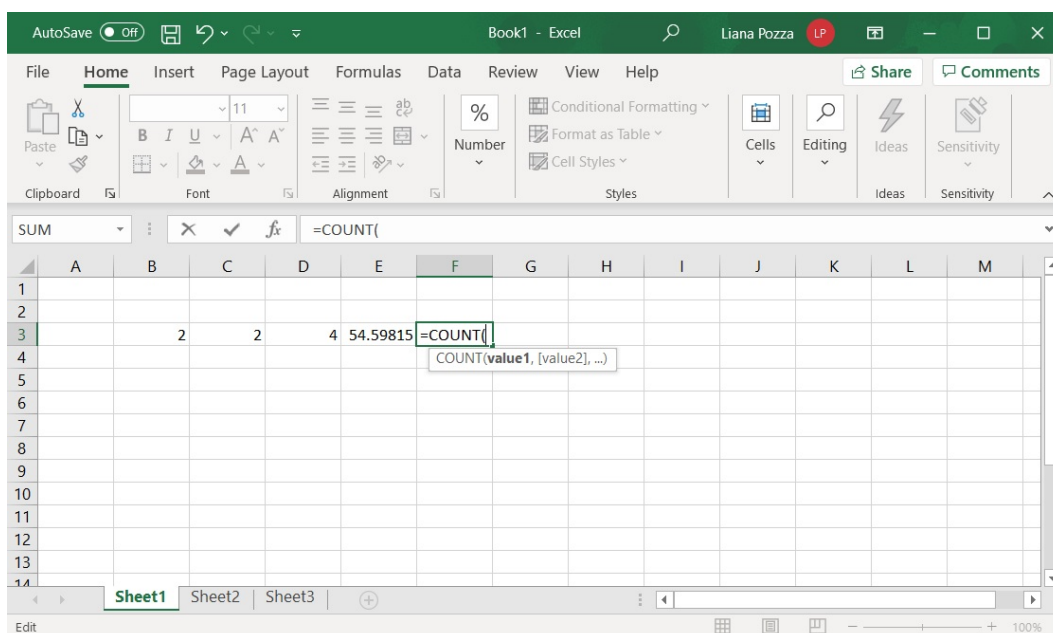 AutoSave Off Book1 - Excel Liana Pozza LP
File Home Insert Page Layout Formulas Data Review View Help Share Comments
Paste
Clipboard
11
B I U A^ A˅
A
Font
ab
Alignment
%
Number
Conditional Formatting
Format as Table
Cell Styles
Styles
Cells
Editing
Ideas
Ideas
Sensitivity
Sensitivity
SUM fx =COUNT(
A B C D E F G H I J K L M
1
2
3 2 2 4 54.59815 =COUNT(
4 COUNT(value1, [value2], ...)
5
6
7
8
9
10
11
12
13
14
Sheet1 Sheet2 Sheet3
Edit 100%